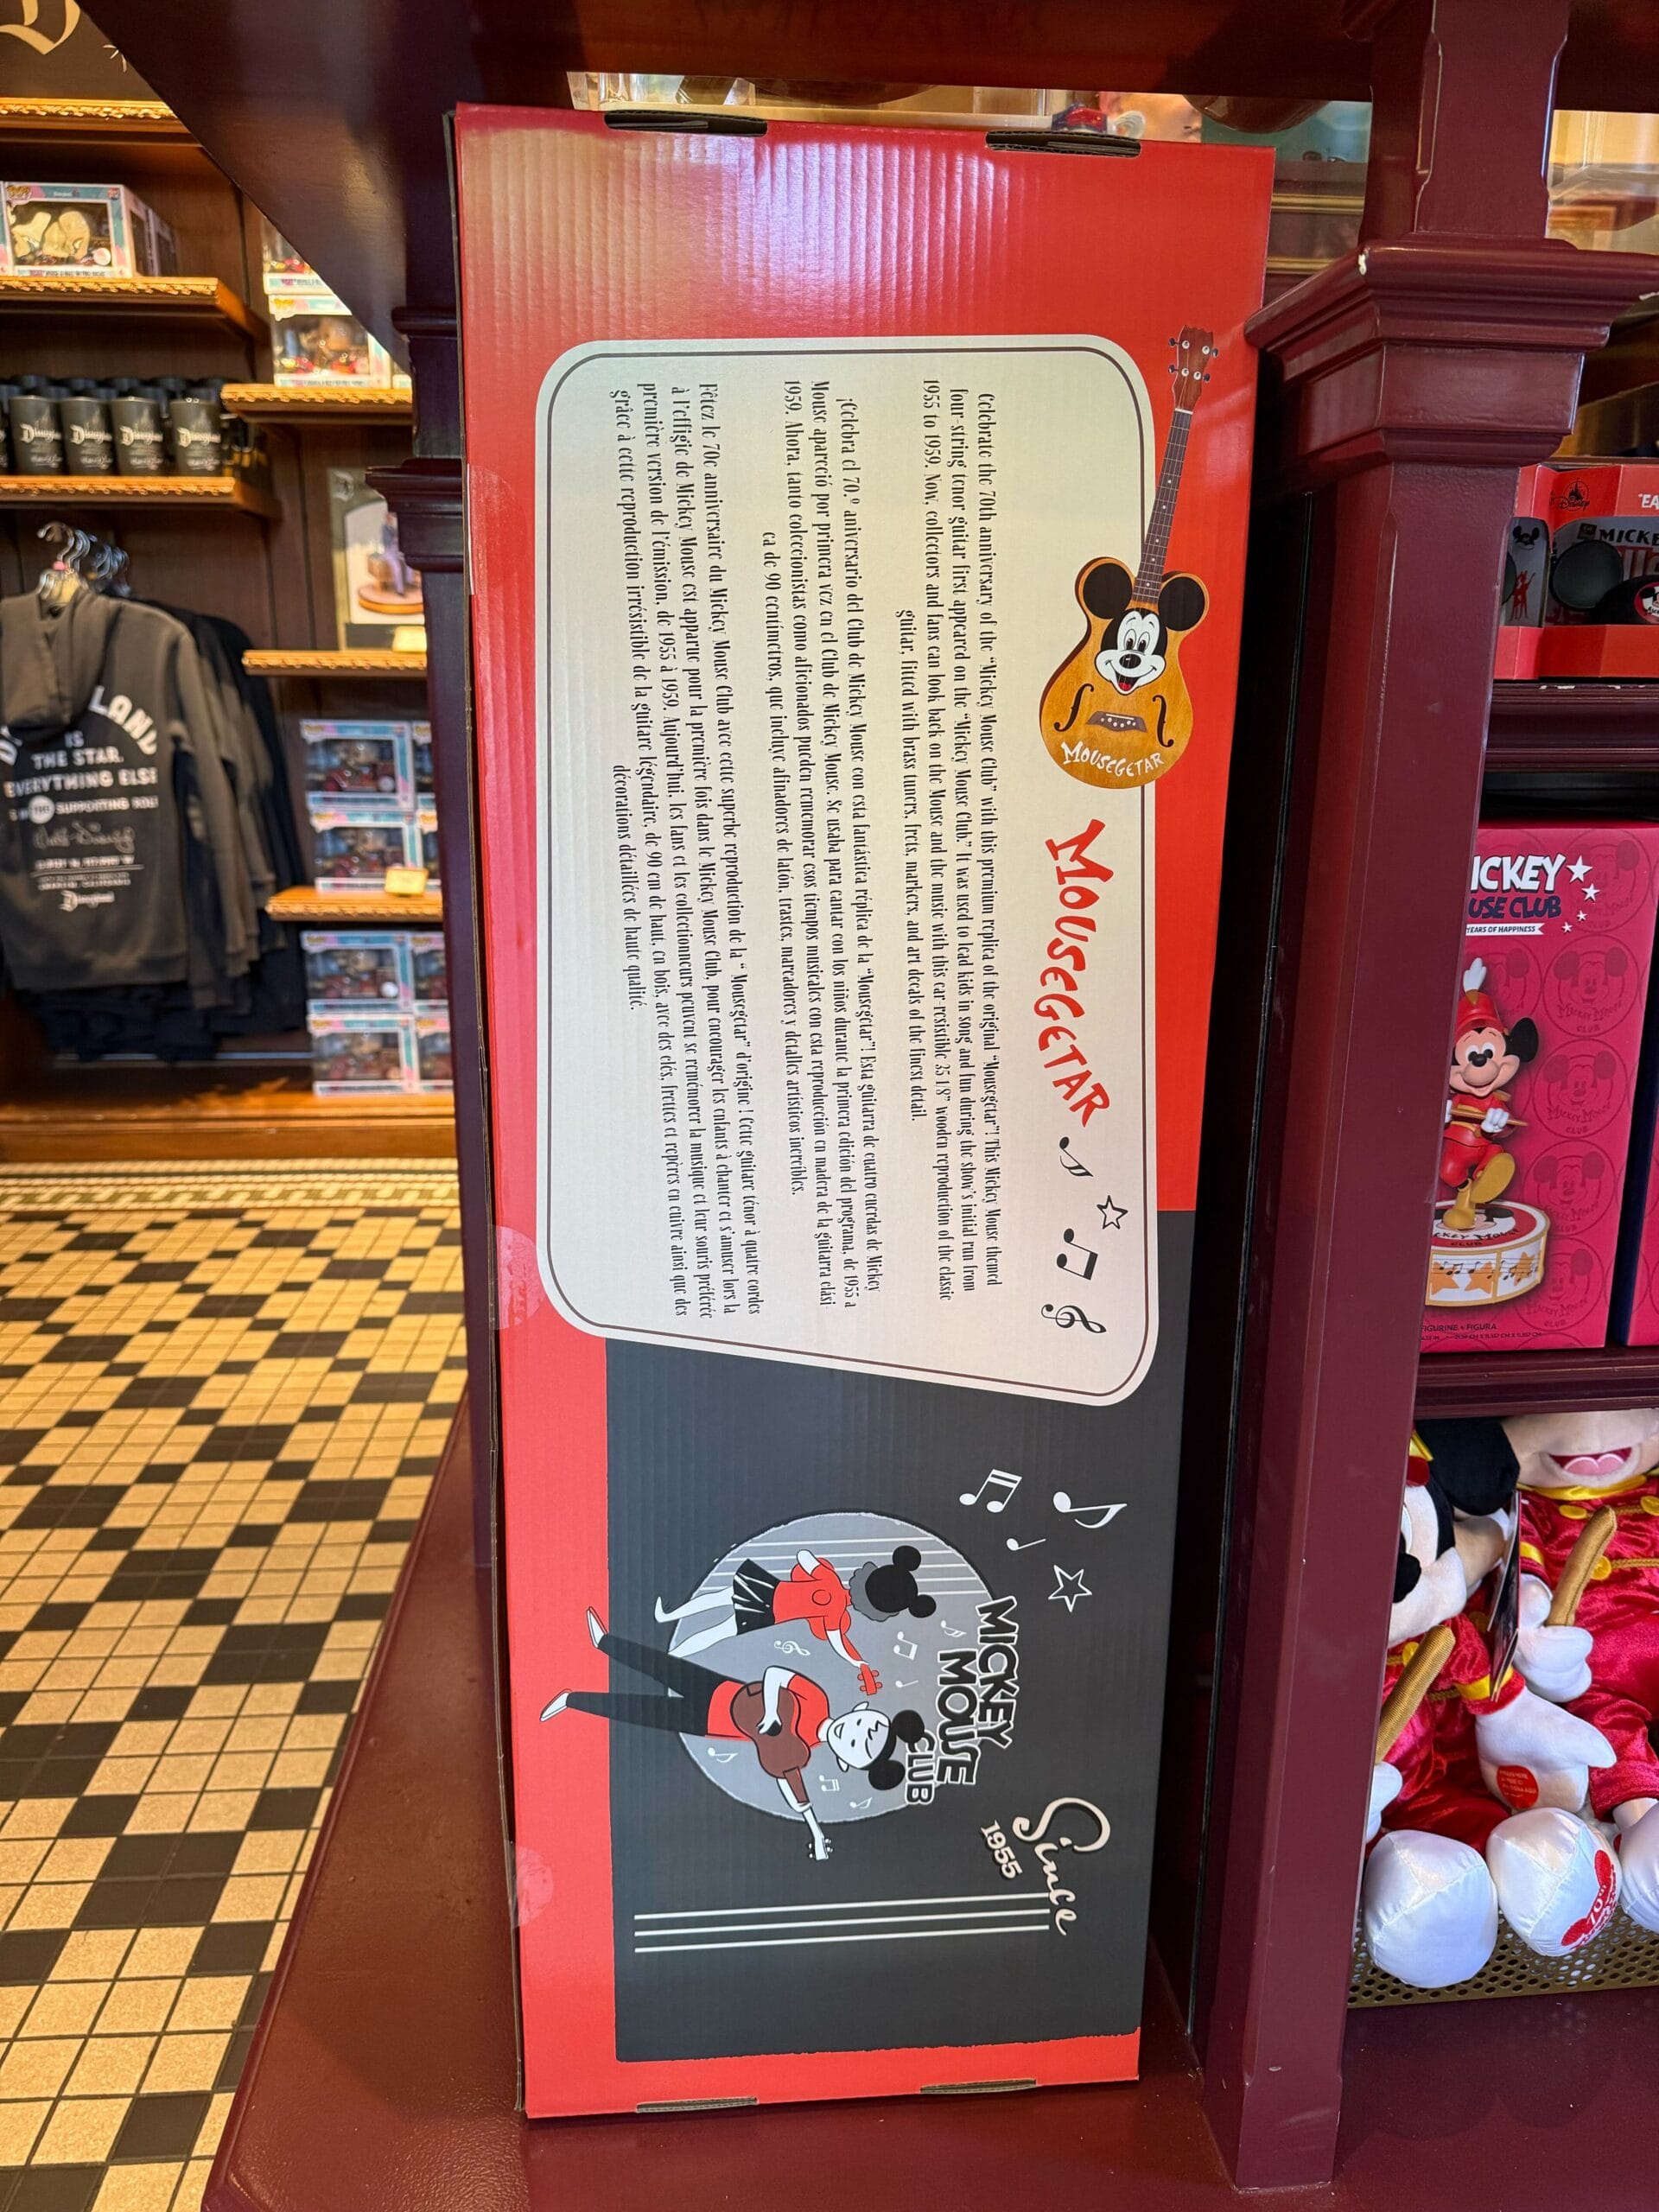 MOUSEGETAR
MOUSEGETAR
Celebrate the 70th anniversary of the "Mickey Mouse Club" with this premium replica of the original "Mousegetar"! This Mickey Mouse themed
four-string tenor guitar first appeared on the "Mickey Mouse Club." It was used to lead kids in song and fun during the show's initial run from
1955 to 1959. Now, collectors and fans can look back on the Mouse and the music with this ear-resistible 35 1/8" wooden reproduction of the classic
guitar, fitted with brass tuners, frets, markers, and art decals of the finest detail.
¡Celebra el 70.º aniversario del Club de Mickey Mouse con esta fantástica réplica de la "Mousegetar"! Esta guitarra de cuatro cuerdas de Mickey
Mouse apareció por primera vez en el Club de Mickey Mouse. Se usaba para cantar con los niños durante la primera edición del programa, de 1955 a
1959. Ahora, tanto coleccionistas como aficionados pueden rememorar esos tiempos musicales con esta reproducción en madera de la guitarra clási
ca de 90 centímetros, que incluye afinadores de latón, trastes, marcadores y detalles artísticos increíbles.
Fêtez le 70e anniversaire du Mickey Mouse Club avec cette superbe reproduction de la " Mousegetar" d'origine ! Cette guitare ténor à quatre cordes
à l'effigie de Mickey Mouse est apparue pour la première fois dans le Mickey Mouse Club, pour encourager les enfants à chanter et s'amuser lors la
première version de l'émission, de 1955 à 1959. Aujourd'hui, les fans et les collectionneurs peuvent se remémorer la musique et leur souris préférée
grâce à cette reproduction irrésistible de la guitare légendaire, de 90 cm de haut, en bois, avec des clés, frettes et repères en cuivre ainsi que des
décorations détaillées de haute qualité.
MICKEY
MOUSE
CLUB
Since
1955
LAND
IS
THE STAR.
EVERYTHING ELSE
SUPPORTING ROLE
Walt Disney
Disneyland
Disney
MICKE
ICKEY
USE CLUB
YEARS OF HAPPINESS
FIGURINE • FIGURA
MICKEY MOUSE
CLUB
70